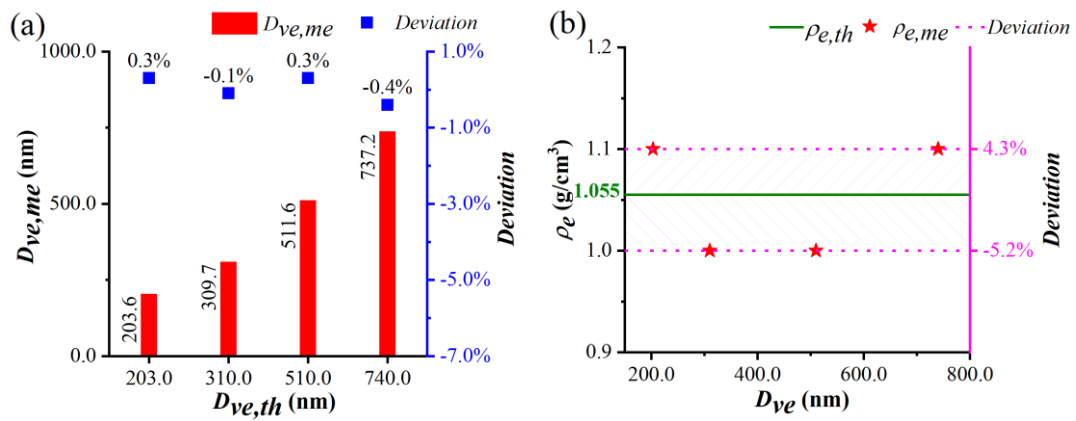 (a)
D_ve,me
Deviation
1000.0
500.0
0.0
D_ve,me (nm)
0.3%
-0.1%
0.3%
-0.4%
203.6
309.7
511.6
737.2
1.0%
-1.0%
-3.0%
-5.0%
-7.0%
Deviation
203.0 310.0 510.0 740.0
D_ve,th (nm)
(b)
ρ_e,th
ρ_e,me
Deviation
1.2
1.1
1.055
1.0
0.9
ρ_e (g/cm³)
4.3%
-5.2%
Deviation
200.0 400.0 600.0 800.0
D_ve (nm)